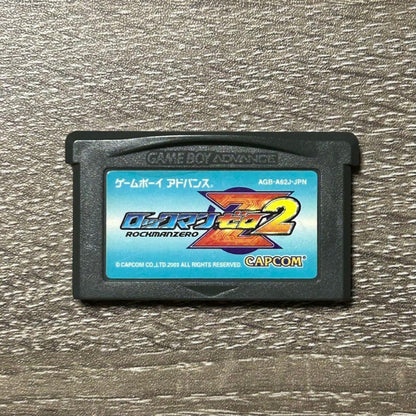 GAME BOY ADVANCE
ゲームボーイ アドバンス
AGB-A62J-JPN
ロックマンゼロ2
ROCKMANZERO
© CAPCOM CO.,LTD.2003 ALL RIGHTS RESERVED.
CAPCOM